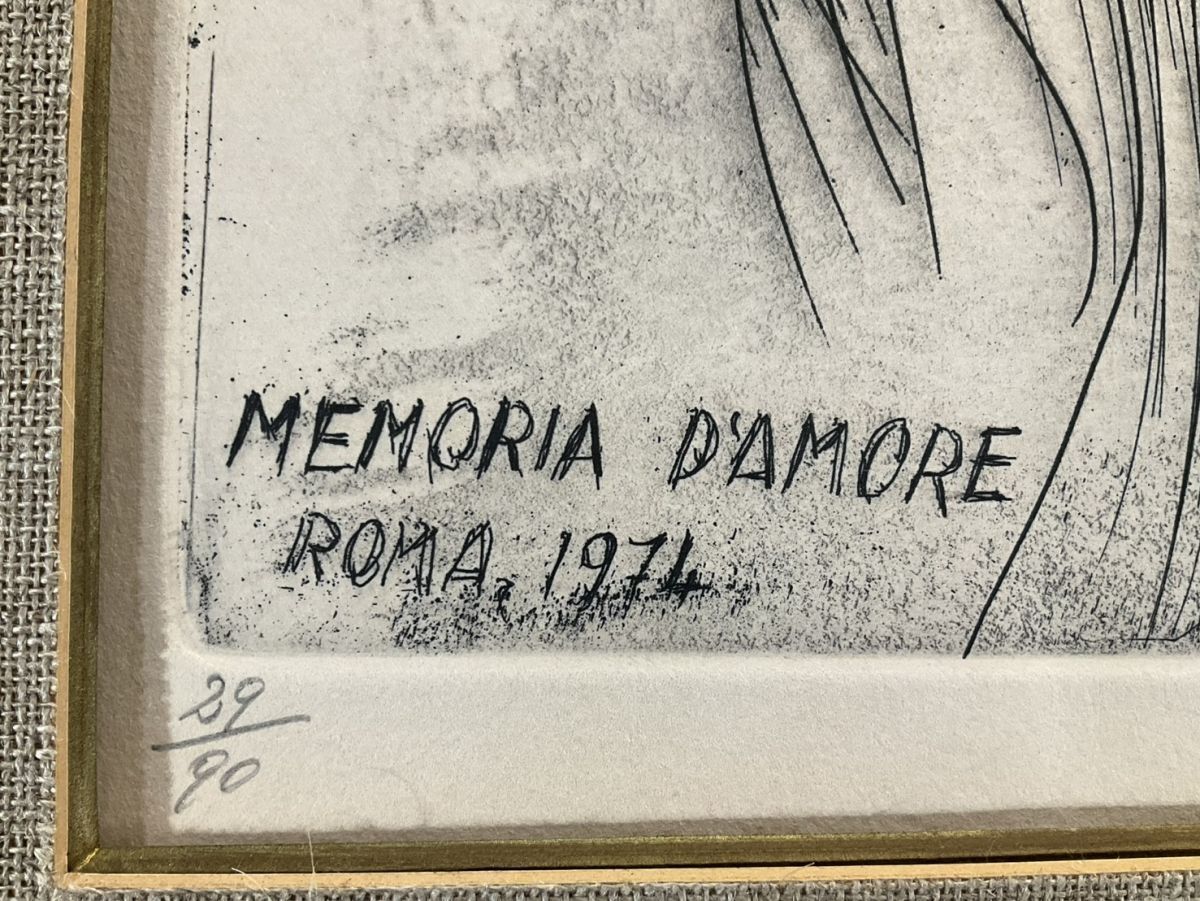 MEMORIA D'AMORE
ROMA, 1974
29
90